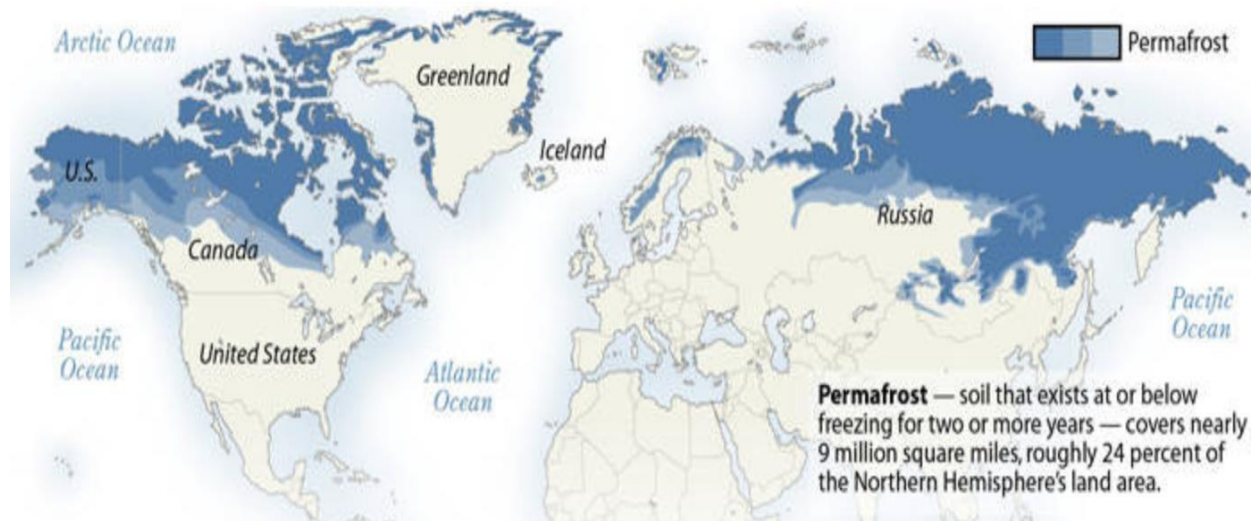 Arctic Ocean
Greenland
Permafrost
Iceland
U.S.
Canada
Russia
Pacific
Ocean
United States
Atlantic
Ocean
Pacific
Ocean
Permafrost — soil that exists at or below
freezing for two or more years — covers nearly
9 million square miles, roughly 24 percent of
the Northern Hemisphere's land area.